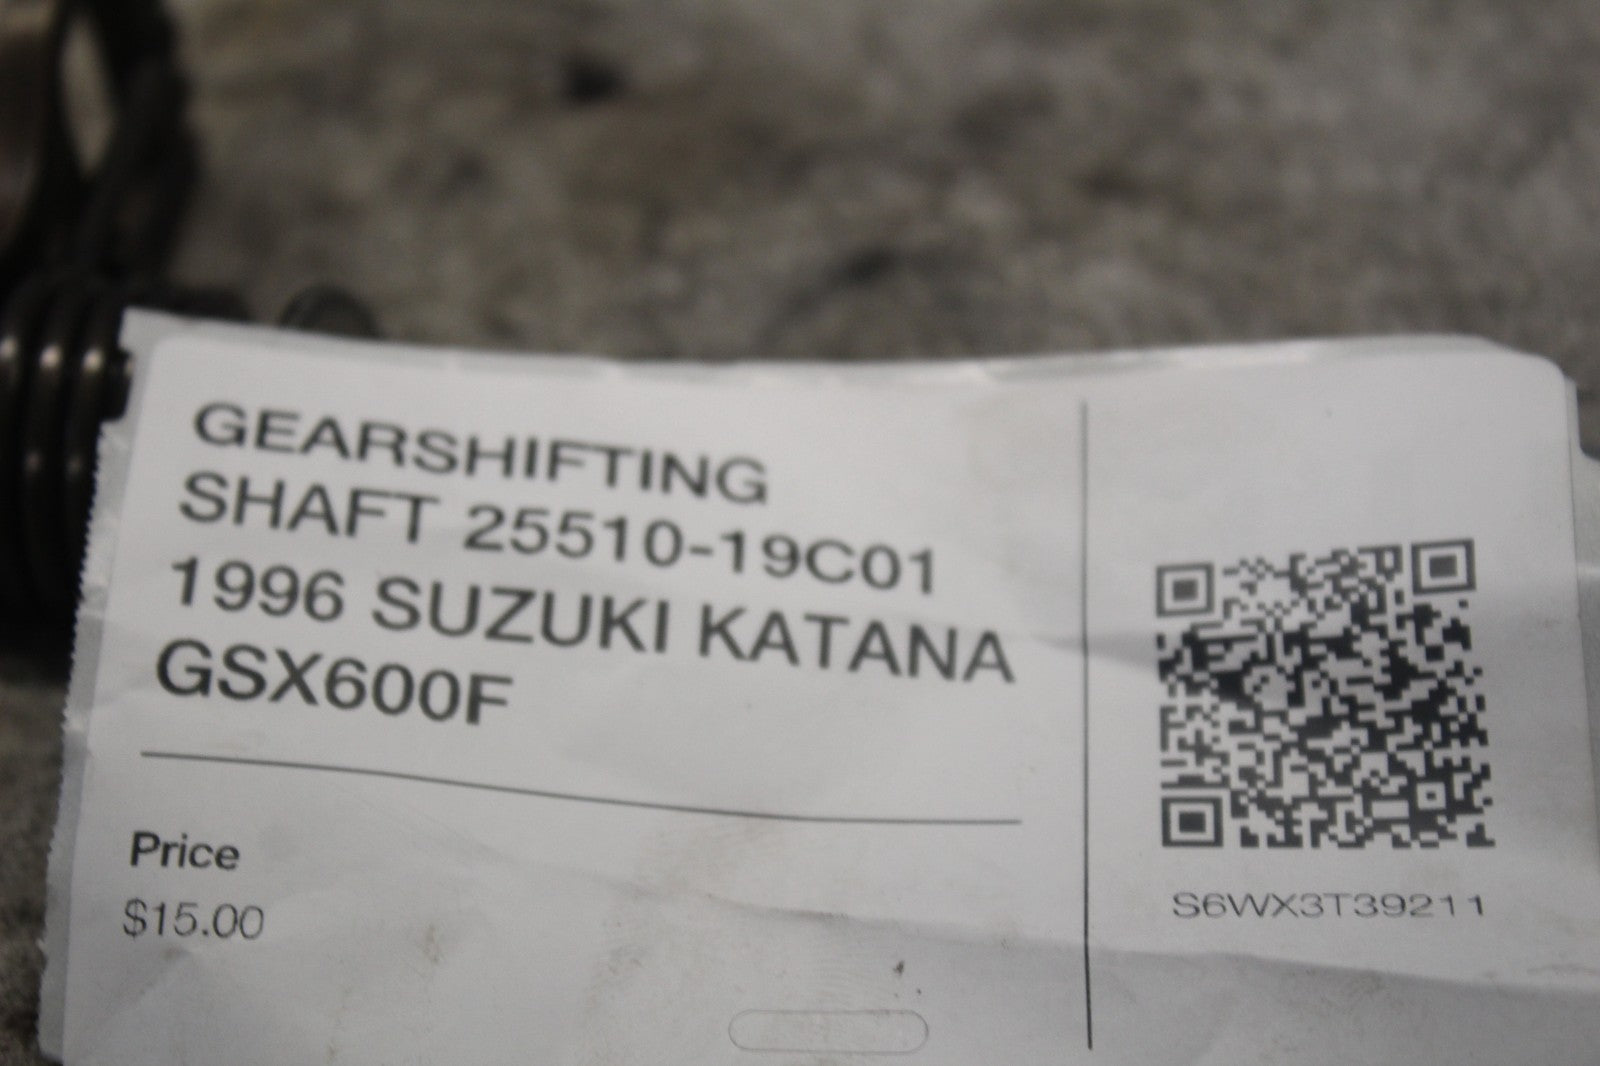 GEARSHIFTING
SHAFT 25510-19C01
1996 SUZUKI KATANA
GSX600F
Price
$15.00
S6WX3T39211